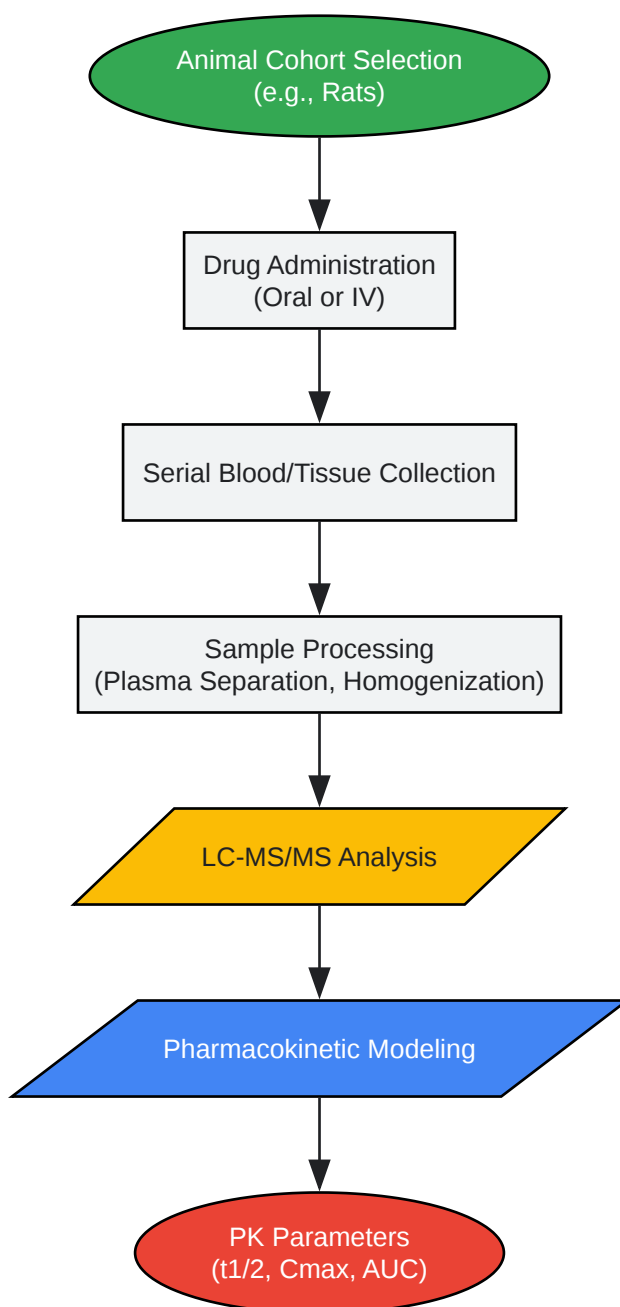 Animal Cohort Selection
(e.g., Rats)
Drug Administration
(Oral or IV)
Serial Blood/Tissue Collection
Sample Processing
(Plasma Separation, Homogenization)
LC-MS/MS Analysis
Pharmacokinetic Modeling
PK Parameters
(t1/2, Cmax, AUC)